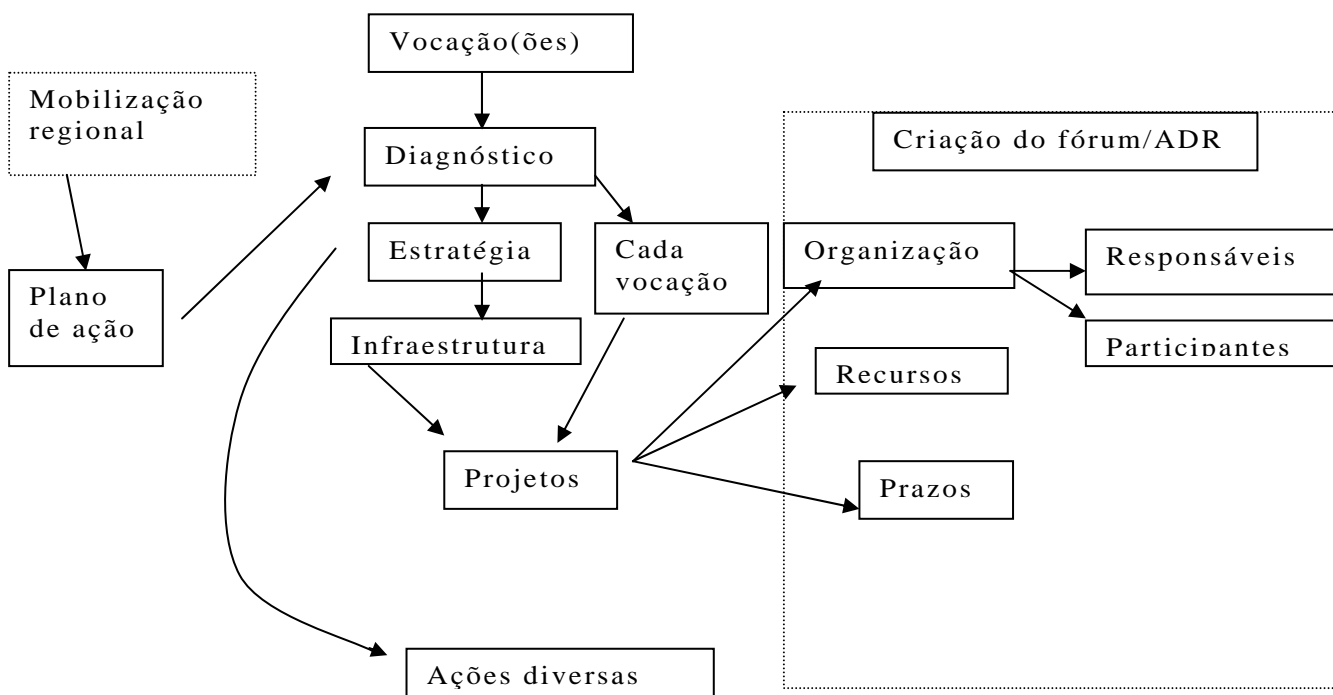 Vocação(ões)
Mobilização
regional
Criação do fórum/ADR
Diagnóstico
Estratégia
Cada
vocação
Organização
Responsáveis
Plano
de ação
Infraestrutura
Participantes
Recursos
Projetos
Prazos
Ações diversas